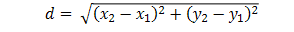 d = √(x₂ − x₁)² + (y₂ − y₁)²